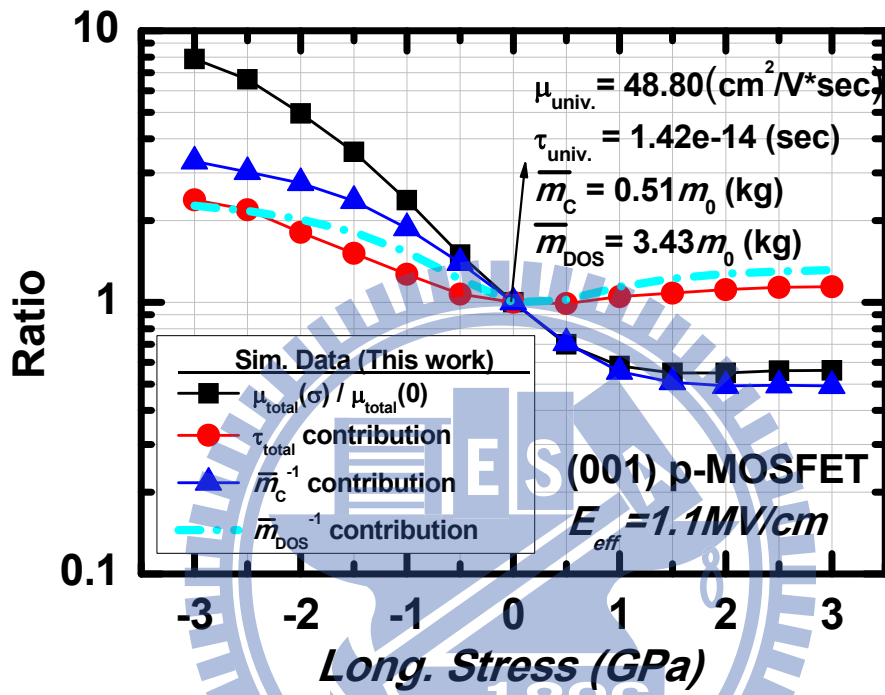 10
1
0.1
Ratio
μuniv. = 48.80(cm²/V*sec)
τuniv. = 1.42e-14 (sec)
m̅C = 0.51m0 (kg)
m̅DOS = 3.43m0 (kg)
Sim. Data (This work)
μtotal(σ) / μtotal(0)
τtotal contribution
m̅C⁻¹ contribution
m̅DOS⁻¹ contribution
(001) p-MOSFET
Eeff =1.1MV/cm
-3 -2 -1 0 1 2 3
Long. Stress (GPa)
E S
1896